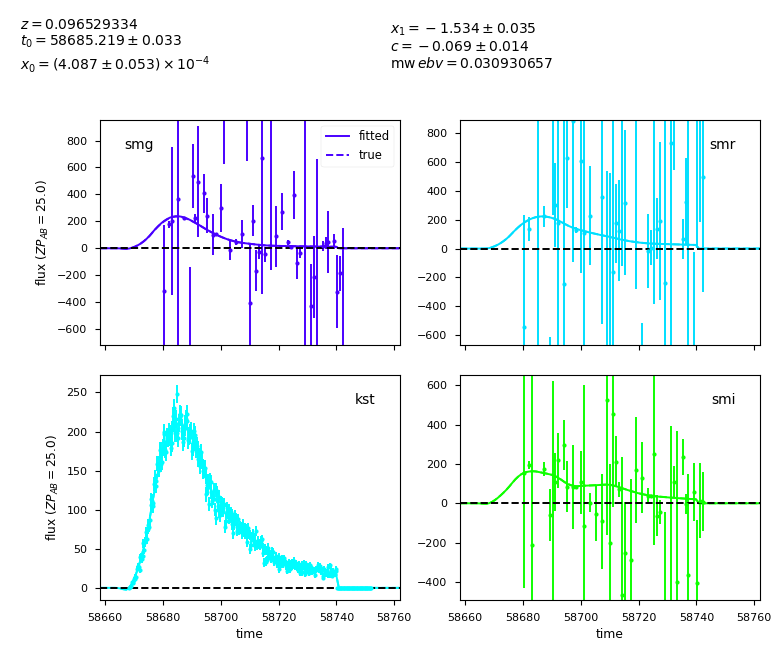 z = 0.096529334
t₀ = 58685.219 ± 0.033
x₀ = (4.087 ± 0.053) × 10⁻⁴
x₁ = −1.534 ± 0.035
c = −0.069 ± 0.014
mw ebv = 0.030930657
smg
fitted
true
800
600
400
200
0
−200
−400
−600
flux (ZP_AB = 25.0)
smr
800
600
400
200
0
−200
−400
−600
kst
250
200
150
100
50
0
flux (ZP_AB = 25.0)
58660 58680 58700 58720 58740 58760
time
smi
600
400
200
0
−200
−400
58660 58680 58700 58720 58740 58760
time